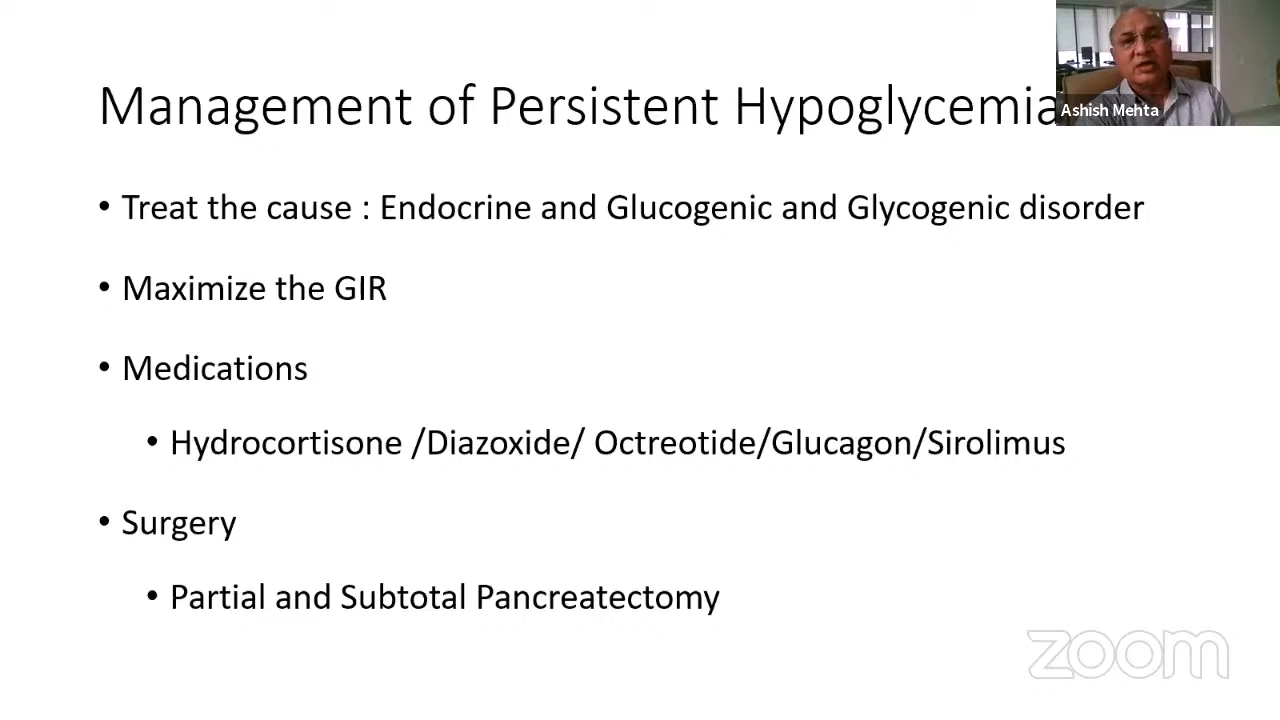 Management of Persistent Hypoglycemia
Ashish Mehta
• Treat the cause : Endocrine and Glucogenic and Glycogenic disorder
• Maximize the GIR
• Medications
• Hydrocortisone /Diazoxide/ Octreotide/Glucagon/Sirolimus
• Surgery
• Partial and Subtotal Pancreatectomy
zoom